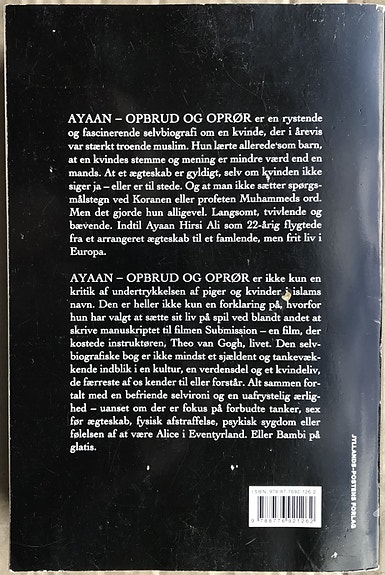 AYAAN – OPBRUD OG OPRØR er en rystende
og fascinerende selvbiografi om en kvinde, der i årevis
var stærkt troende muslim. Hun lærte allerede som barn,
at en kvindes stemme og mening er mindre værd end en
mands. At et ægteskab er gyldigt, selv om kvinden ikke
siger ja – eller er til stede. Og at man ikke sætter spørgs-
målstegn ved Koranen eller profeten Muhammeds ord.
Men det gjorde hun alligevel. Langsomt, tvivlende og
bævende. Indtil Ayaan Hirsi Ali som 22-årig flygtede
fra et arrangeret ægteskab til et famlende, men frit liv i
Europa.
AYAAN – OPBRUD OG OPRØR er ikke kun en
kritik af undertrykkelsen af piger og kvinder i islams
navn. Den er heller ikke kun en forklaring på, hvorfor
hun har valgt at sætte sit liv på spil ved blandt andet at
skrive manuskriptet til filmen Submission – en film, der
kostede instruktøren, Theo van Gogh, livet. Den selv-
biografiske bog er ikke mindst et sjældent og tankevæk-
kende indblik i en kultur, en verdensdel og et kvindeliv,
de færreste af os kender til eller forstår. Alt sammen for-
talt med en befriende selvironi og en uafrystelig ærlig-
hed – uanset om der er fokus på forbudte tanker, sex
før ægteskab, fysisk afstraffelse, psykisk sygdom eller
følelsen af at være Alice i Eventyrland. Eller Bambi på
glatis.
ISBN 978-87-7692-126-2
9 788776 921262
JYLLANDS-POSTENS FORLAG